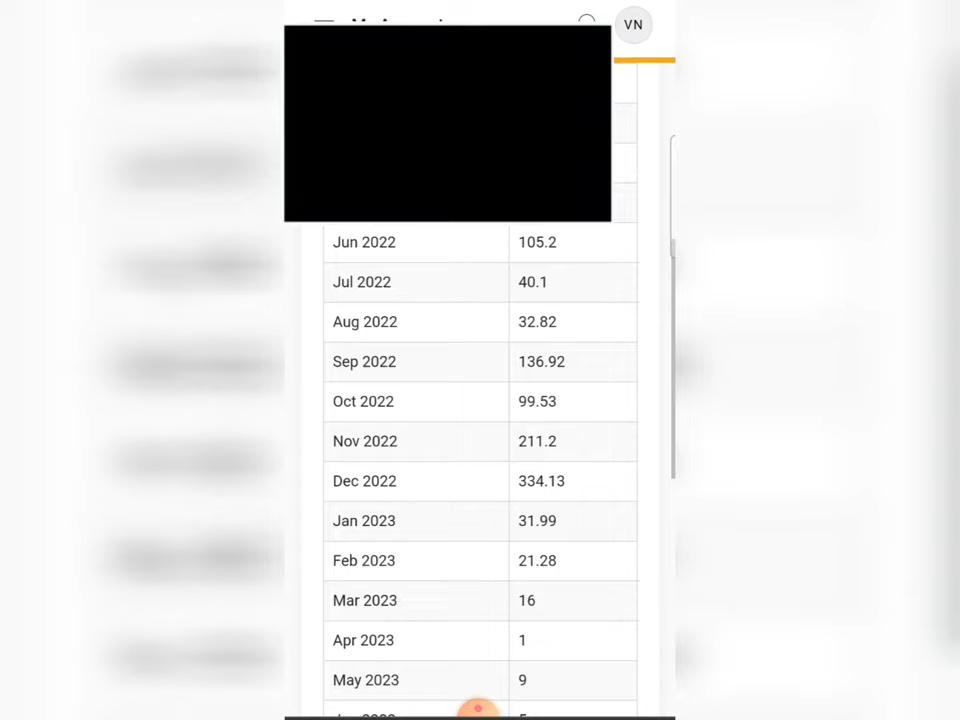 VN
Jun 2022 105.2
Jul 2022 40.1
Aug 2022 32.82
Sep 2022 136.92
Oct 2022 99.53
Nov 2022 211.2
Dec 2022 334.13
Jan 2023 31.99
Feb 2023 21.28
Mar 2023 16
Apr 2023 1
May 2023 9